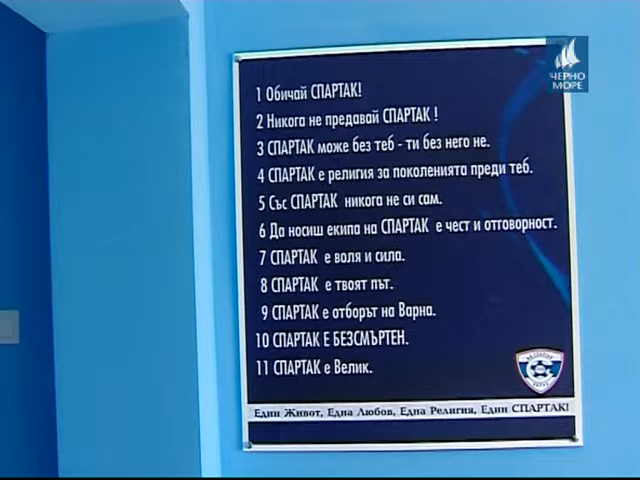 ЧЕРНО
МОРЕ
1 Обичай СПАРТАК!
2 Никога не предавай СПАРТАК !
3 СПАРТАК може без теб - ти без него не.
4 СПАРТАК е религия за поколенията преди теб.
5 Със СПАРТАК никога не си сам.
6 Да носиш екипа на СПАРТАК е чест и отговорност.
7 СПАРТАК е воля и сила.
8 СПАРТАК е твоят път.
9 СПАРТАК е отборът на Варна.
10 СПАРТАК Е БЕЗСМЪРТЕН.
11 СПАРТАК е Велик.
ФК СПАРТАК
ВАРНА
Един Живот, Една Любов, Една Религия, Един СПАРТАК!